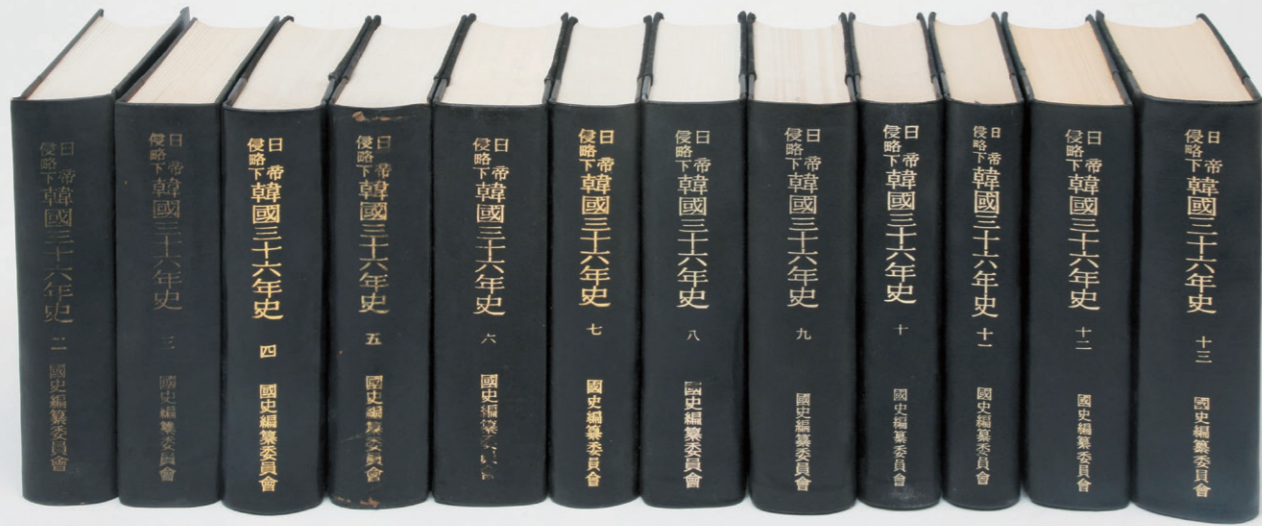 日帝侵略下 韓國三十六年史 二 國史編纂委員會
日帝侵略下 韓國三十六年史 三 國史編纂委員會
日帝侵略下 韓國三十六年史 四 國史編纂委員會
日帝侵略下 韓國三十六年史 五 國史編纂委員會
日帝侵略下 韓國三十六年史 六 國史編纂委員會
日帝侵略下 韓國三十六年史 七 國史編纂委員會
日帝侵略下 韓國三十六年史 八 國史編纂委員會
日帝侵略下 韓國三十六年史 九 國史編纂委員會
日帝侵略下 韓國三十六年史 十 國史編纂委員會
日帝侵略下 韓國三十六年史 十一 國史編纂委員會
日帝侵略下 韓國三十六年史 十二 國史編纂委員會
日帝侵略下 韓國三十六年史 十三 國史編纂委員會